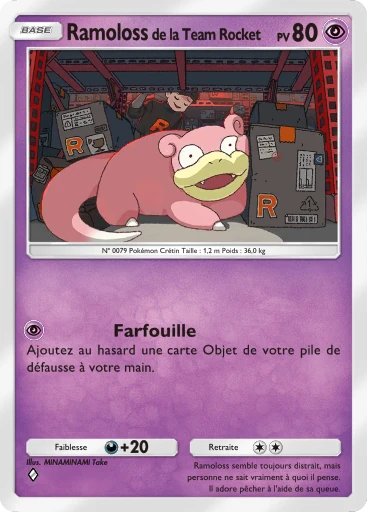 BASE Ramoloss de la Team Rocket PV 80
R
R
R
N° 0079 Pokémon Crétin Taille : 1,2 m Poids : 36,0 kg
Farfouille
Ajoutez au hasard une carte Objet de votre pile de
défausse à votre main.
Faiblesse +20 Retraite
Illus. MINAMINAMI Take
Ramoloss semble toujours distrait, mais
personne ne sait vraiment à quoi il pense.
Il adore pêcher à l'aide de sa queue.